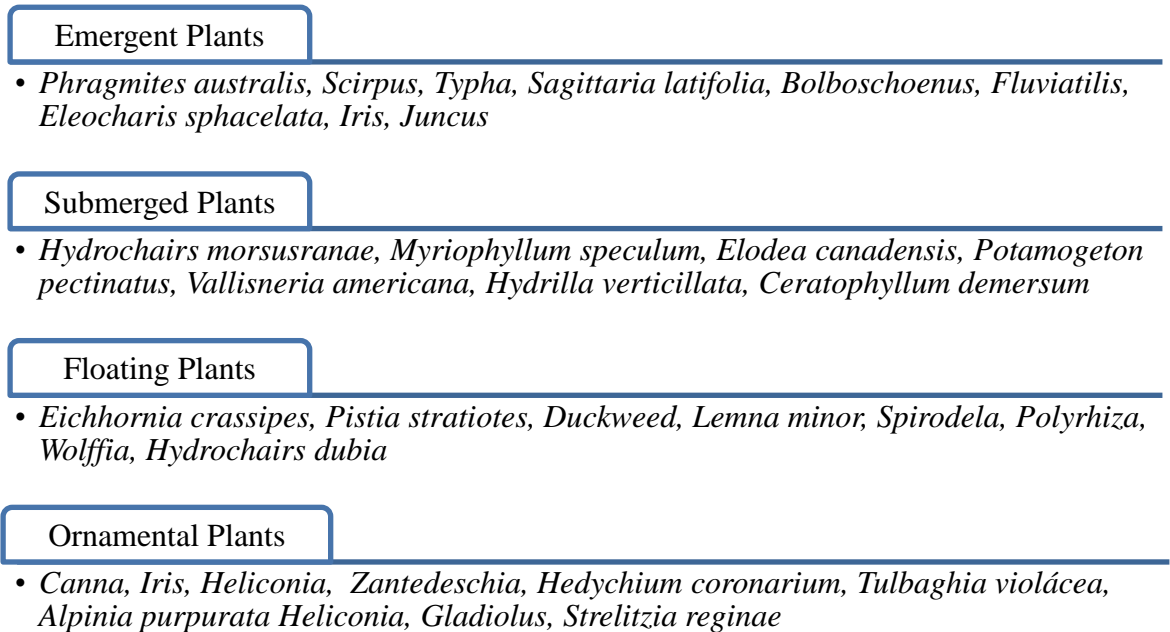 Emergent Plants
• Phragmites australis, Scirpus, Typha, Sagittaria latifolia, Bolboschoenus, Fluviatilis,
Eleocharis sphacelata, Iris, Juncus
Submerged Plants
• Hydrochairs morsusranae, Myriophyllum speculum, Elodea canadensis, Potamogeton
pectinatus, Vallisneria americana, Hydrilla verticillata, Ceratophyllum demersum
Floating Plants
• Eichhornia crassipes, Pistia stratiotes, Duckweed, Lemna minor, Spirodela, Polyrhiza,
Wolffia, Hydrochairs dubia
Ornamental Plants
• Canna, Iris, Heliconia, Zantedeschia, Hedychium coronarium, Tulbaghia violácea,
Alpinia purpurata Heliconia, Gladiolus, Strelitzia reginae